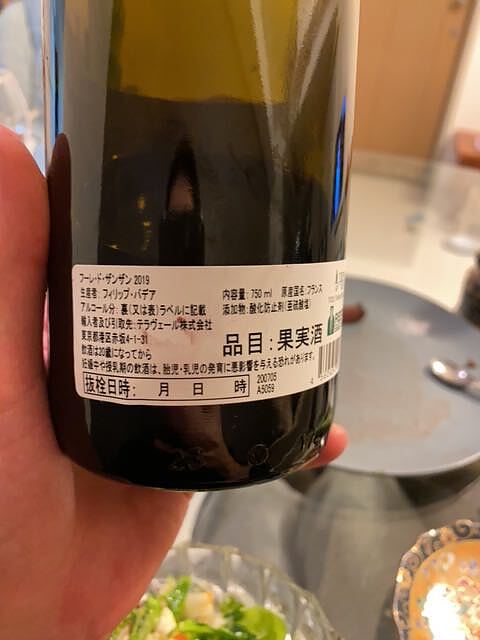 フーレ・ド・ザンザン 2019
生産者: フィリップ・パデア
アルコール分: 裏(又は表)ラベルに記載
輸入者及び引取先: テラヴェール株式会社
東京都港区赤坂4-1-31
飲酒は20歳になってから
妊娠中や授乳期の飲酒は、胎児・乳児の発育に悪影響を与える恐れがあります。
内容量: 750 ml 原産国名: フランス
添加物: 酸化防止剤(亜硫酸塩)
品目: 果実酒
抜栓日時: 月 日 時
200705
A5059